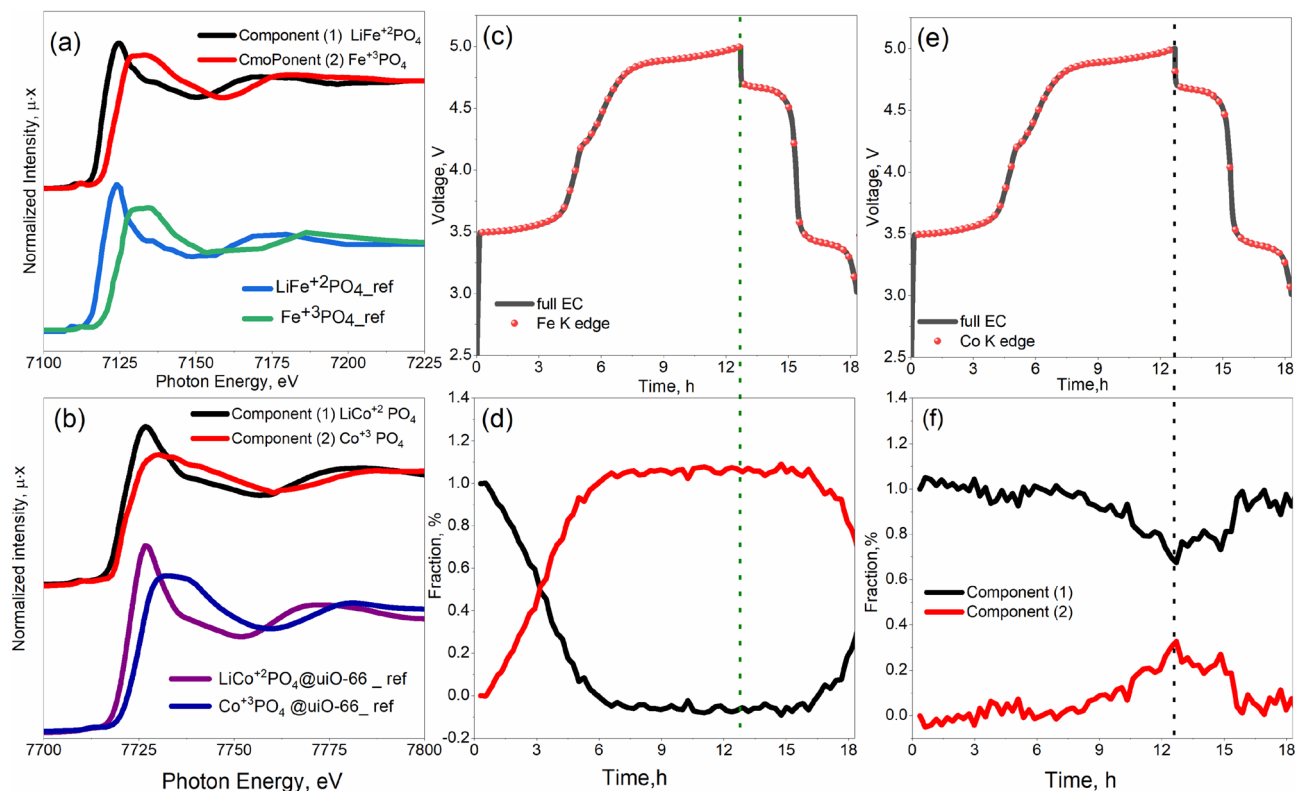 (a)
Component (1) LiFe⁺²PO₄
CmoPonent (2) Fe⁺³PO₄
LiFe⁺²PO₄_ref
Fe⁺³PO₄_ref
Normalized Intensity, μ·x
7100 7125 7150 7175 7200 7225
Photon Energy, eV
(c)
5.0
4.5
4.0
3.5
3.0
2.5
Voltage, V
full EC
Fe K edge
0 3 6 9 12 15 18
Time, h
(e)
5.0
4.5
4.0
3.5
3.0
2.5
Voltage, V
full EC
Co K edge
0 3 6 9 12 15 18
Time,h
(b)
Component (1) LiCo⁺² PO₄
Component (2) Co⁺³ PO₄
LiCo⁺²PO₄@uiO-66 _ ref
Co⁺³PO₄ @uiO-66_ ref
Normalized intensity, μ·x
7700 7725 7750 7775 7800
Photon Energy, eV
(d)
1.4
1.2
1.0
0.8
0.6
0.4
0.2
0.0
-0.2
Fraction, %
0 3 6 9 12 15 18
Time,h
(f)
1.4
1.2
1.0
0.8
0.6
0.4
0.2
0.0
Fraction,%
Component (1)
Component (2)
0 3 6 9 12 15 18
Time, h